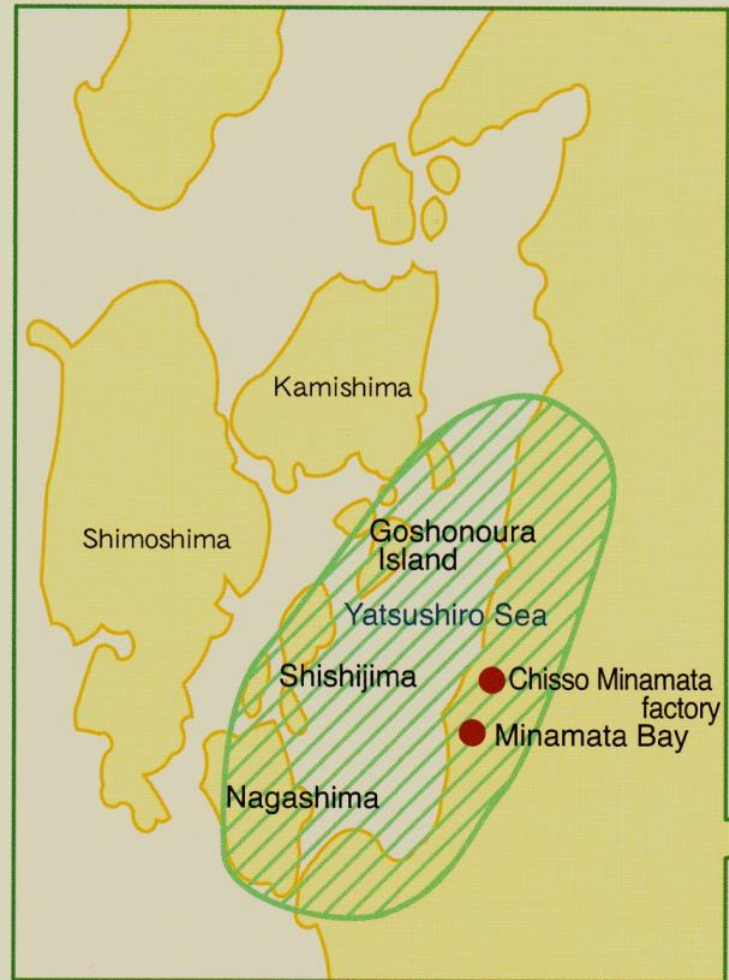 Kamishima
Shimoshima
Goshonoura
Island
Yatsushiro Sea
Shishijima
Chisso Minamata
factory
Minamata Bay
Nagashima